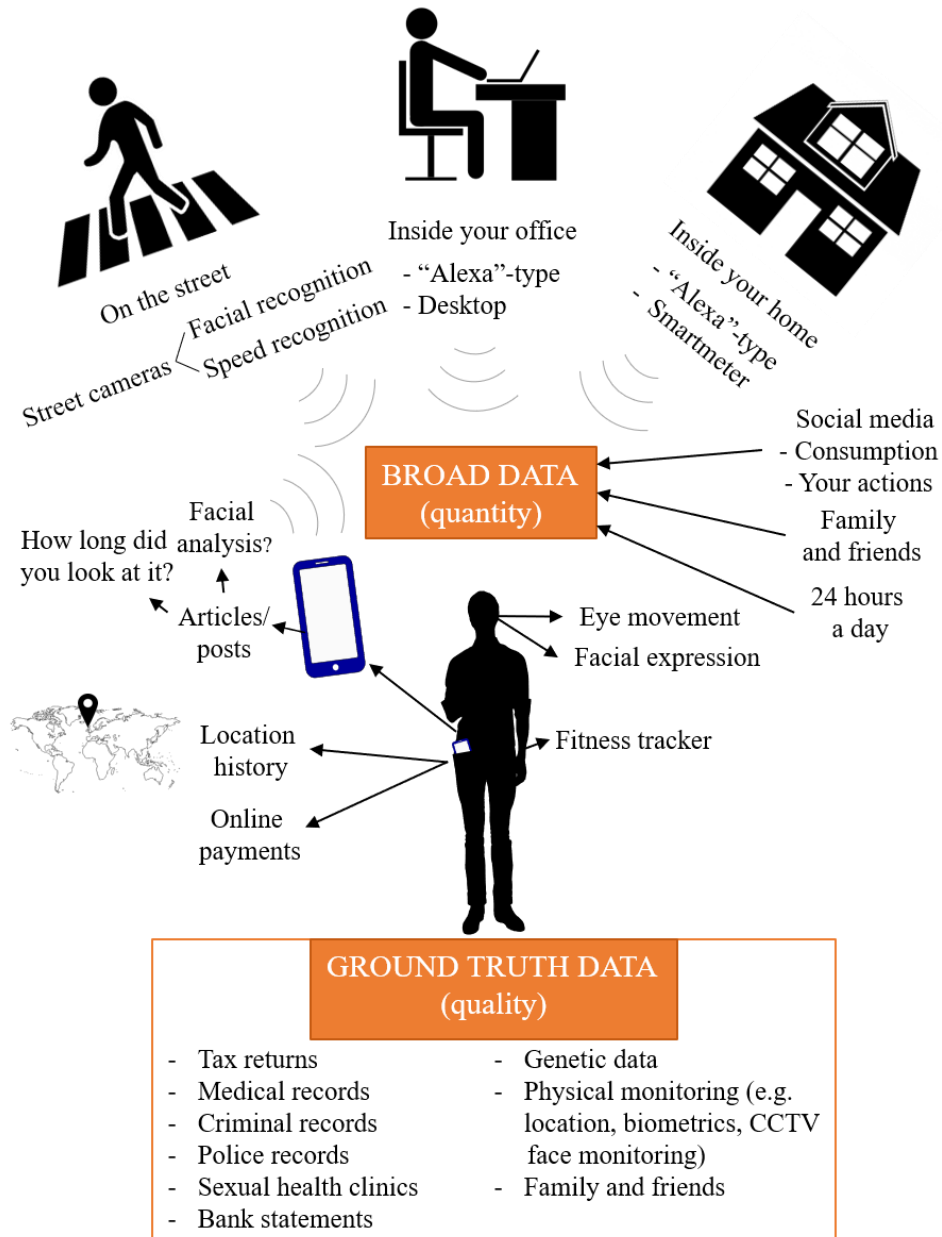 On the street
Street cameras
Facial recognition
Speed recognition
Inside your office
- “Alexa”-type
- Desktop
Inside your home
- “Alexa”-type
- Smartmeter
BROAD DATA
(quantity)
Social media
- Consumption
- Your actions
Family
and friends
24 hours
a day
How long did
you look at it?
Facial
analysis?
Articles/
posts
Eye movement
Facial expression
Fitness tracker
Location
history
Online
payments
GROUND TRUTH DATA
(quality)
- Tax returns
- Medical records
- Criminal records
- Police records
- Sexual health clinics
- Bank statements
- Genetic data
- Physical monitoring (e.g.
location, biometrics, CCTV
face monitoring)
- Family and friends